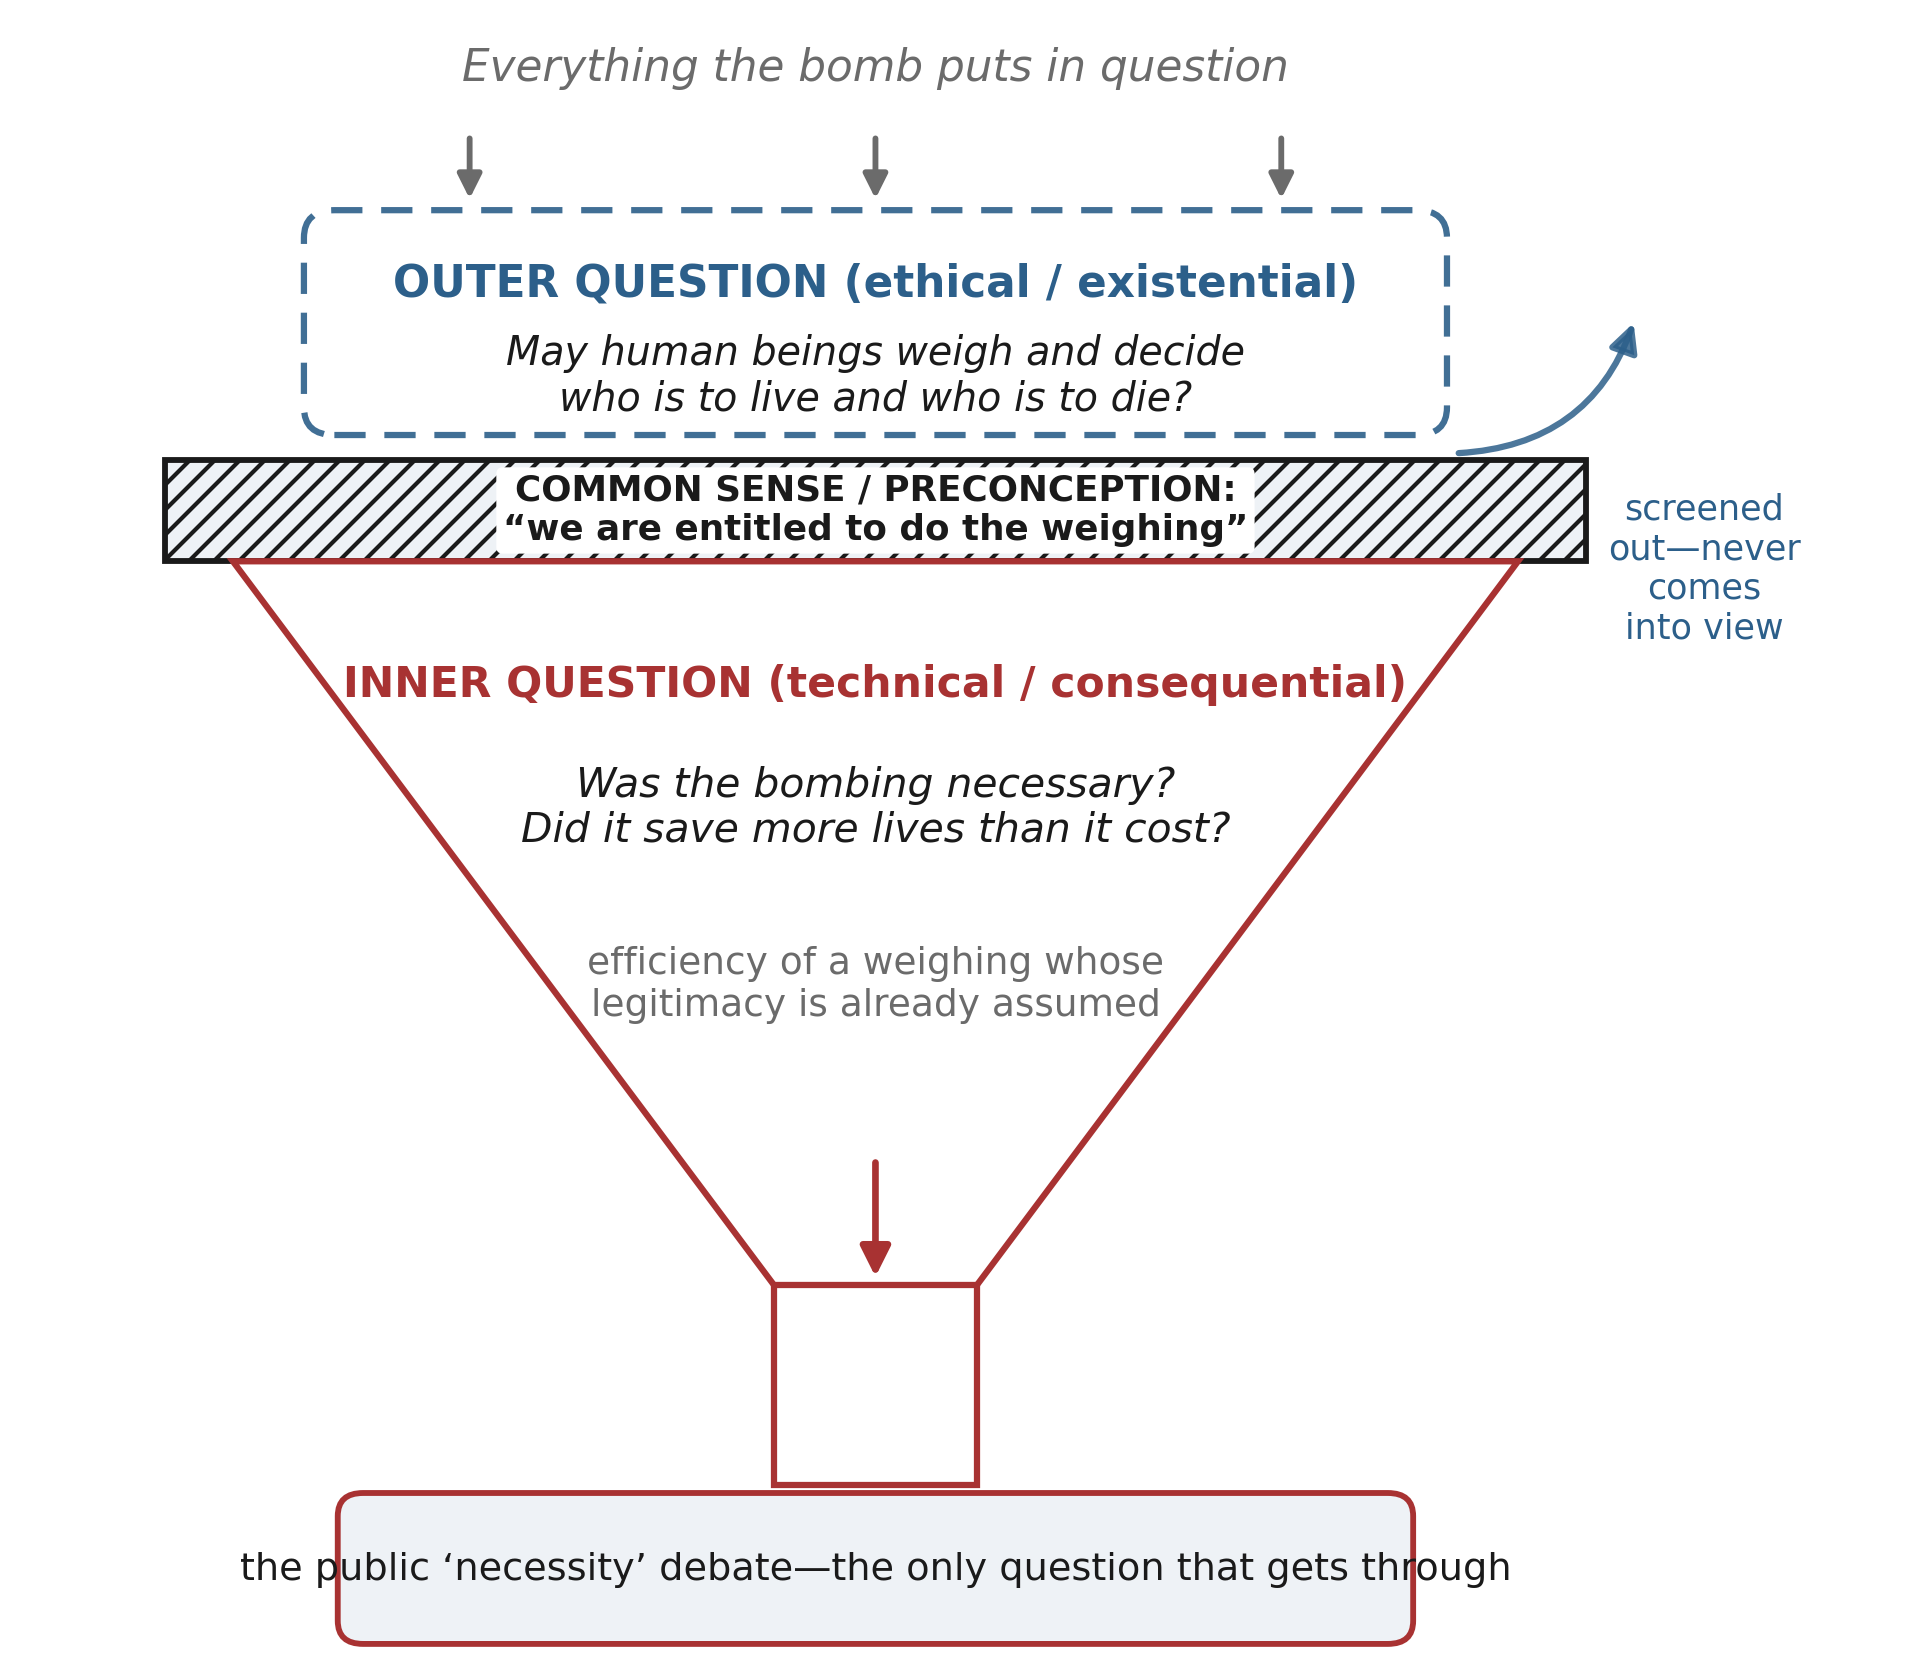 Everything the bomb puts in question
OUTER QUESTION (ethical / existential)
May human beings weigh and decide
who is to live and who is to die?
COMMON SENSE / PRECONCEPTION:
“we are entitled to do the weighing”
screened
out—never
comes
into view
INNER QUESTION (technical / consequential)
Was the bombing necessary?
Did it save more lives than it cost?
efficiency of a weighing whose
legitimacy is already assumed
the public ‘necessity’ debate—the only question that gets through